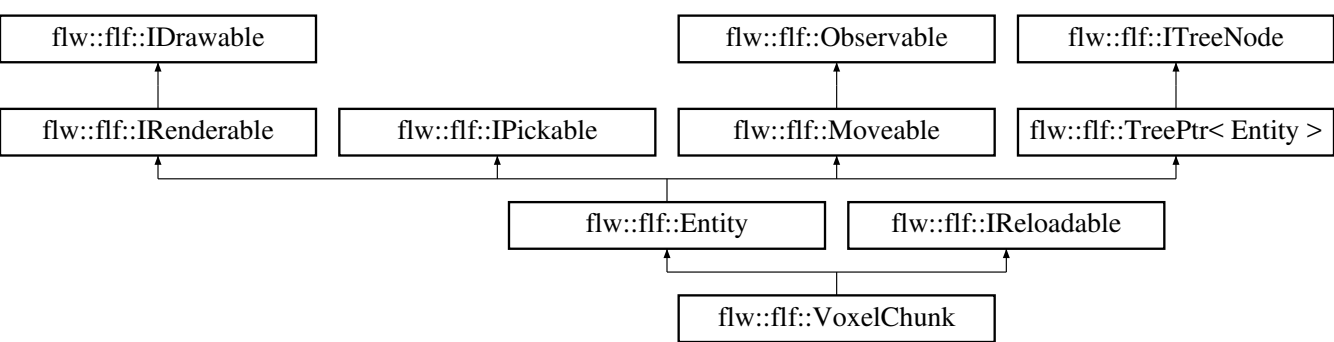 flw::flf::IDrawable
flw::flf::Observable
flw::flf::ITreeNode
flw::flf::IRenderable
flw::flf::IPickable
flw::flf::Moveable
flw::flf::TreePtr< Entity >
flw::flf::Entity
flw::flf::IReloadable
flw::flf::VoxelChunk